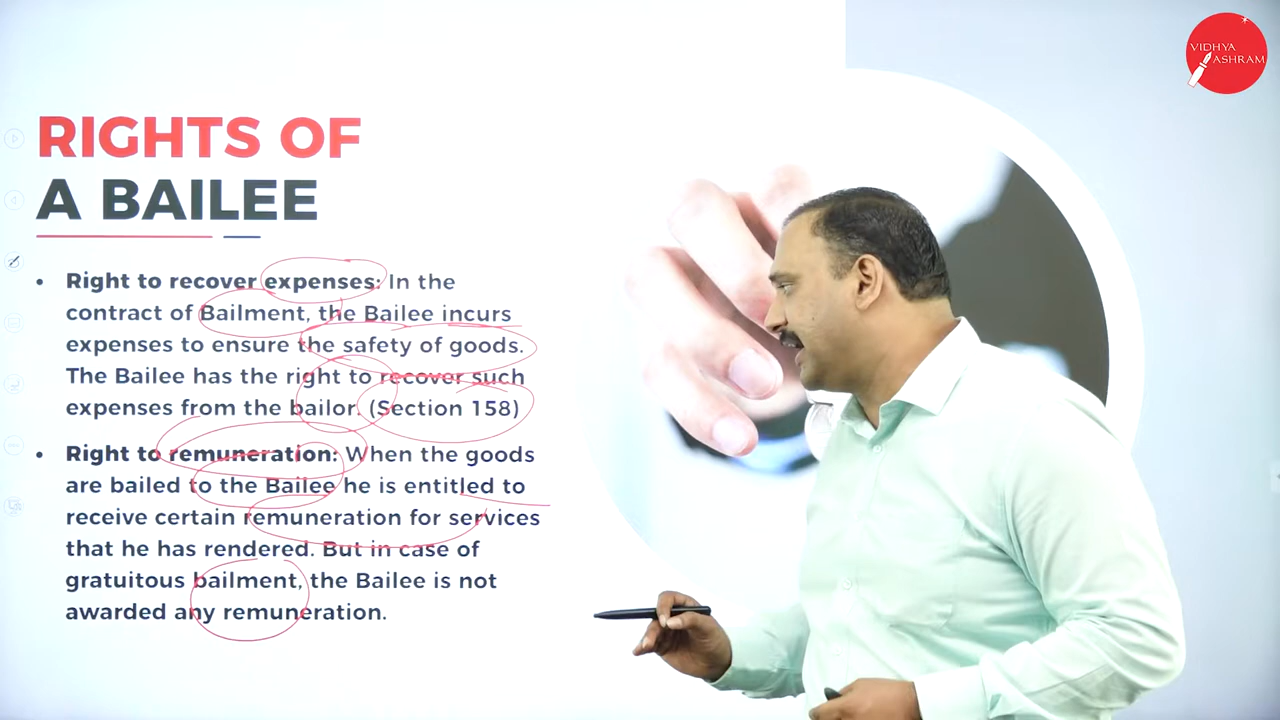 VIDHYA
ASHRAM
RIGHTS OF
A BAILEE
• Right to recover expenses: In the
contract of Bailment, the Bailee incurs
expenses to ensure the safety of goods.
The Bailee has the right to recover such
expenses from the bailor. (Section 158)
• Right to remuneration: When the goods
are bailed to the Bailee he is entitled to
receive certain remuneration for services
that he has rendered. But in case of
gratuitous bailment, the Bailee is not
awarded any remuneration.